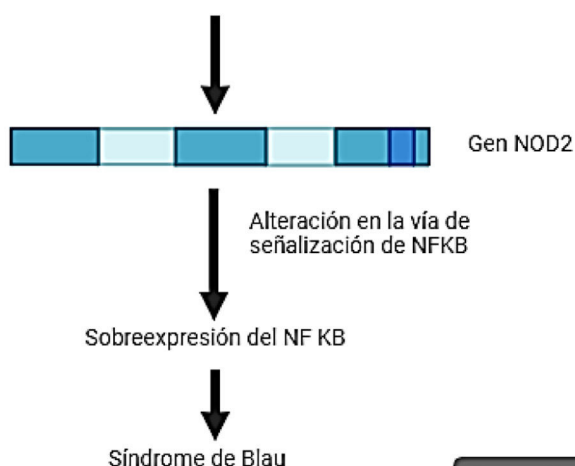 Gen NOD2
Alteración en la vía de
señalización de NFKB
Sobreexpresión del NF KB
Síndrome de Blau